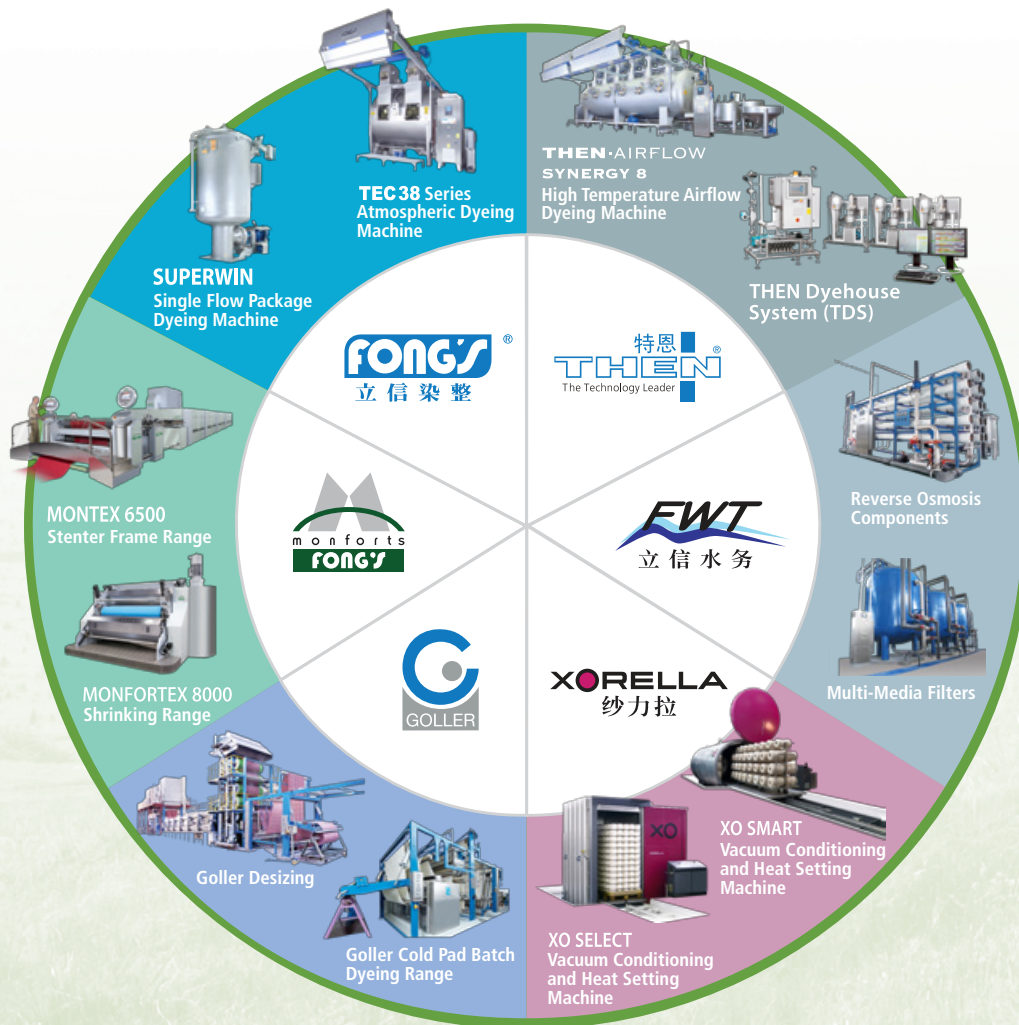 TEC38 Series
Atmospheric Dyeing
Machine
SUPERWIN
Single Flow Package
Dyeing Machine
THEN·AIRFLOW
SYNERGY 8
High Temperature Airflow
Dyeing Machine
THEN Dyehouse
System (TDS)
FONG'S ®
立信染整
特恩
THEN ®
The Technology Leader
MONTEX 6500
Stenter Frame Range
MONFORTEX 8000
Shrinking Range
monforts
FONG'S
FWT
立信水务
Reverse Osmosis
Components
Multi-Media Filters
GOLLER
XORELLA
纱力拉
Goller Desizing
Goller Cold Pad Batch
Dyeing Range
XO
XO SMART
Vacuum Conditioning
and Heat Setting
Machine
XO SELECT
Vacuum Conditioning
and Heat Setting
Machine